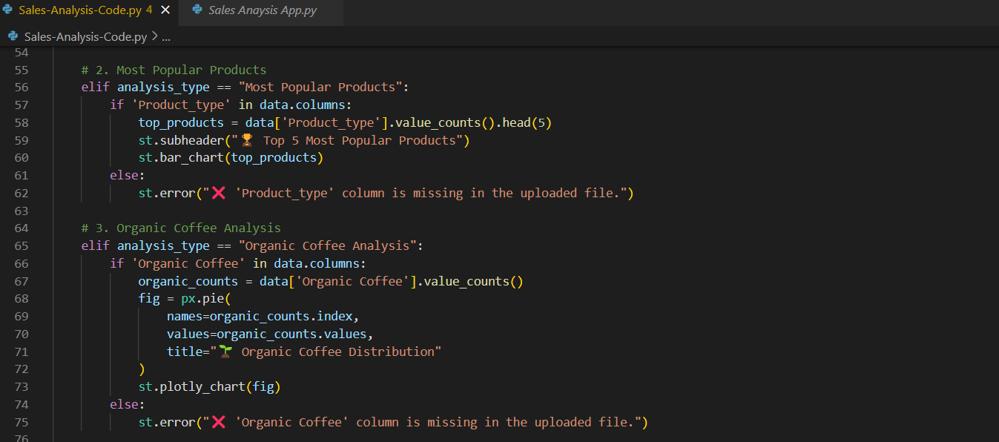 Sales-Analysis-Code.py 4 × Sales Anaysis App.py
Sales-Analysis-Code.py > ...
54
55 # 2. Most Popular Products
56 elif analysis_type == "Most Popular Products":
57 if 'Product_type' in data.columns:
58 top_products = data['Product_type'].value_counts().head(5)
59 st.subheader("🏆 Top 5 Most Popular Products")
60 st.bar_chart(top_products)
61 else:
62 st.error("❌ 'Product_type' column is missing in the uploaded file.")
63
64 # 3. Organic Coffee Analysis
65 elif analysis_type == "Organic Coffee Analysis":
66 if 'Organic Coffee' in data.columns:
67 organic_counts = data['Organic Coffee'].value_counts()
68 fig = px.pie(
69 names=organic_counts.index,
70 values=organic_counts.values,
71 title="🌱 Organic Coffee Distribution"
72 )
73 st.plotly_chart(fig)
74 else:
75 st.error("❌ 'Organic Coffee' column is missing in the uploaded file.")
76